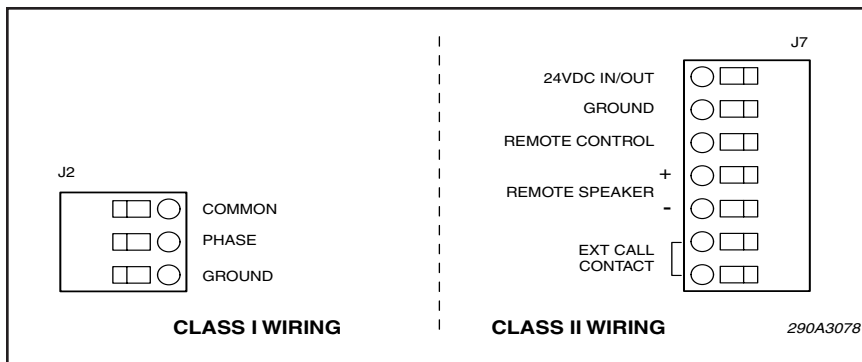 J2
COMMON
PHASE
GROUND
CLASS I WIRING
J7
24VDC IN/OUT
GROUND
REMOTE CONTROL
+
REMOTE SPEAKER
-
EXT CALL
CONTACT
CLASS II WIRING
290A3078